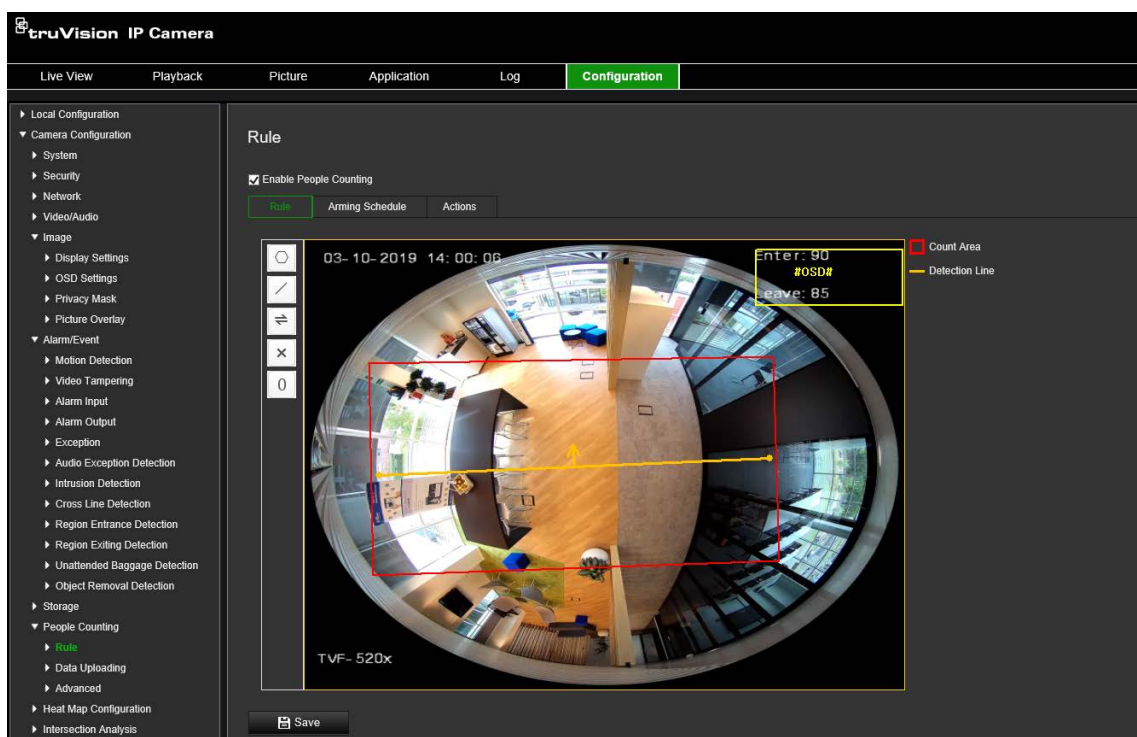 truVision IP Camera
Live View Playback Picture Application Log Configuration
Local Configuration
Camera Configuration
System
Security
Network
Video/Audio
Image
Display Settings
OSD Settings
Privacy Mask
Picture Overlay
Alarm/Event
Motion Detection
Video Tampering
Alarm Input
Alarm Output
Exception
Audio Exception Detection
Intrusion Detection
Cross Line Detection
Region Entrance Detection
Region Exiting Detection
Unattended Baggage Detection
Object Removal Detection
Storage
People Counting
Rule
Data Uploading
Advanced
Heat Map Configuration
Intersection Analysis
Rule
Enable People Counting
Rule Arming Schedule Actions
03-10-2019 14:00:06
Enter: 90
#OSD#
Leave: 85
0
TVF-520x
Count Area
Detection Line
Save